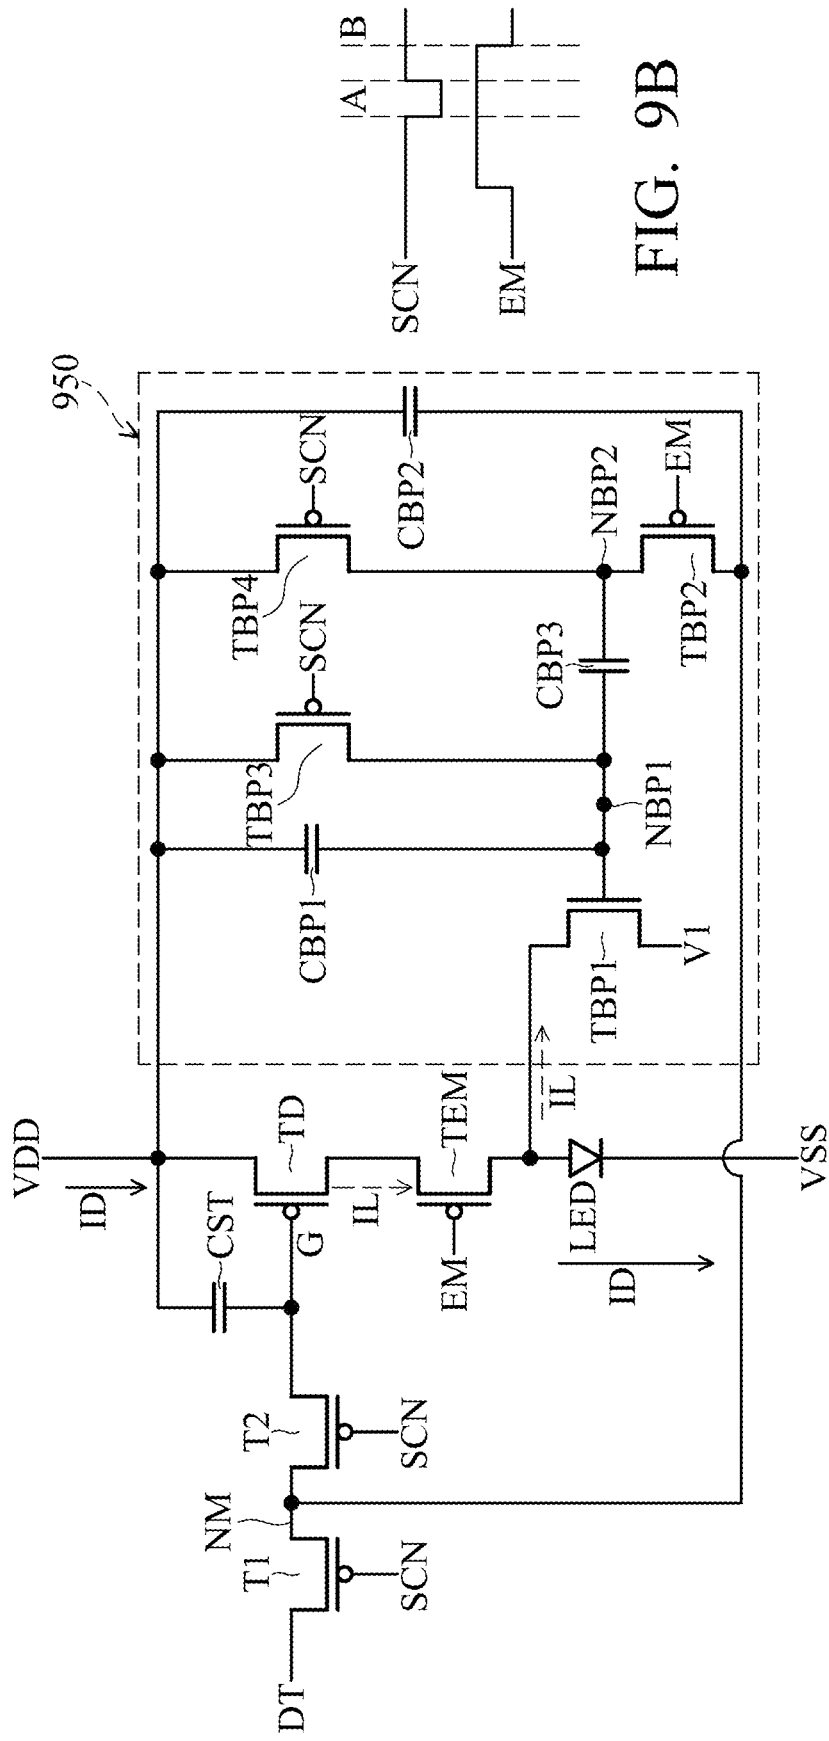 950
VDD
ID
CST
TD
G
IL
TEM
EM
IL
LED
ID
VSS
DT
T1
NM
T2
SCN
SCN
CBP1
TBP3
SCN
TBP4
SCN
CBP2
CBP3
NBP2
NBP1
TBP1
V1
TBP2
EM
A
B
SCN
EM
FIG. 9B